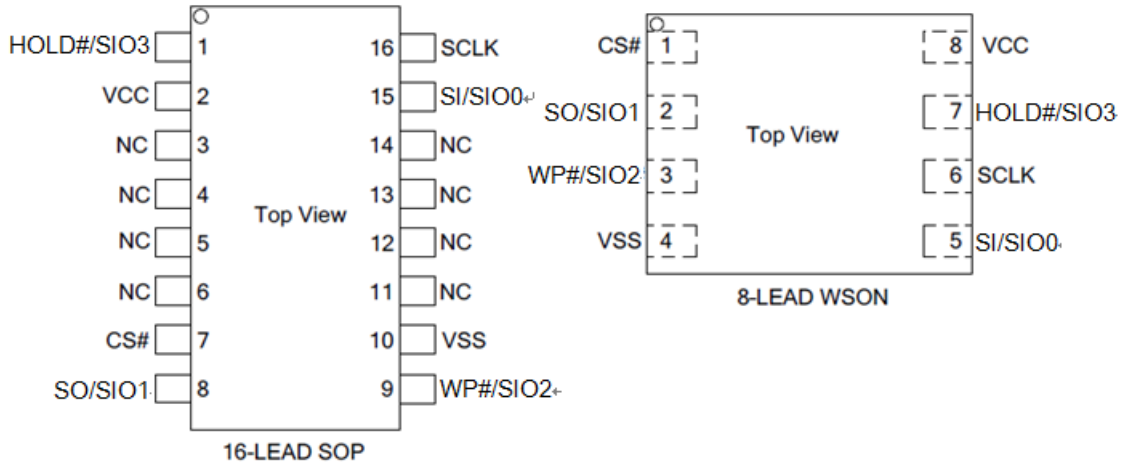 HOLD#/SIO3 1 16 SCLK
VCC 2 15 SI/SIO0
NC 3 14 NC
NC 4 13 NC
Top View
NC 5 12 NC
NC 6 11 NC
CS# 7 10 VSS
SO/SIO1 8 9 WP#/SIO2
16-LEAD SOP
CS# 1 8 VCC
SO/SIO1 2 7 HOLD#/SIO3
Top View
WP#/SIO2 3 6 SCLK
VSS 4 5 SI/SIO0
8-LEAD WSON